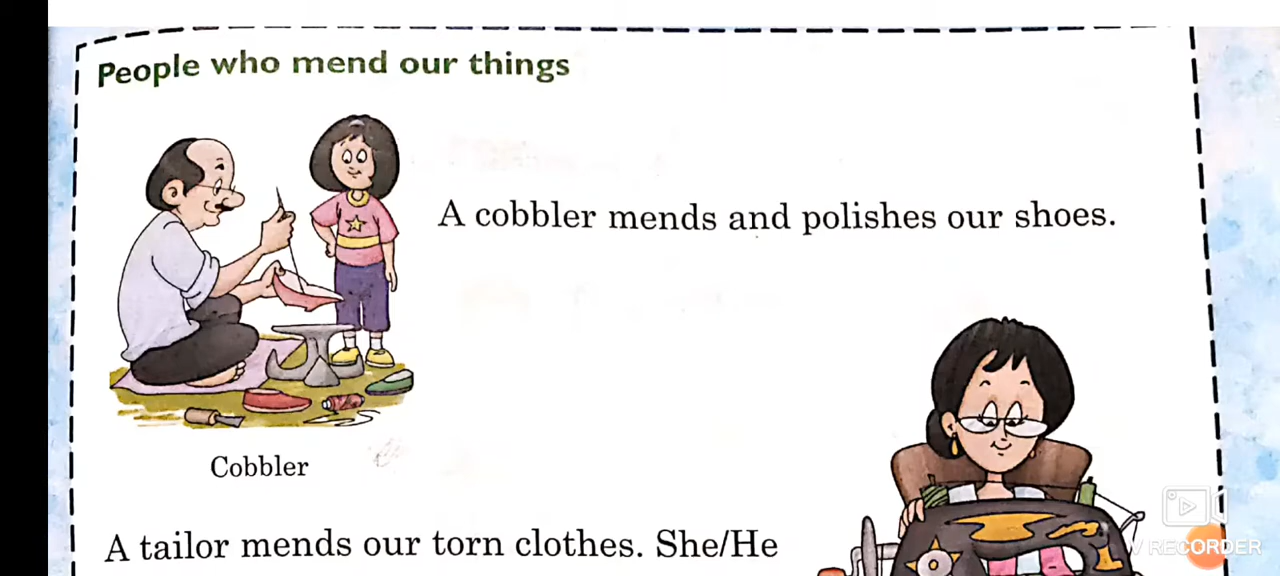 People who mend our things
A cobbler mends and polishes our shoes.
Cobbler
A tailor mends our torn clothes. She/He
V RECORDER